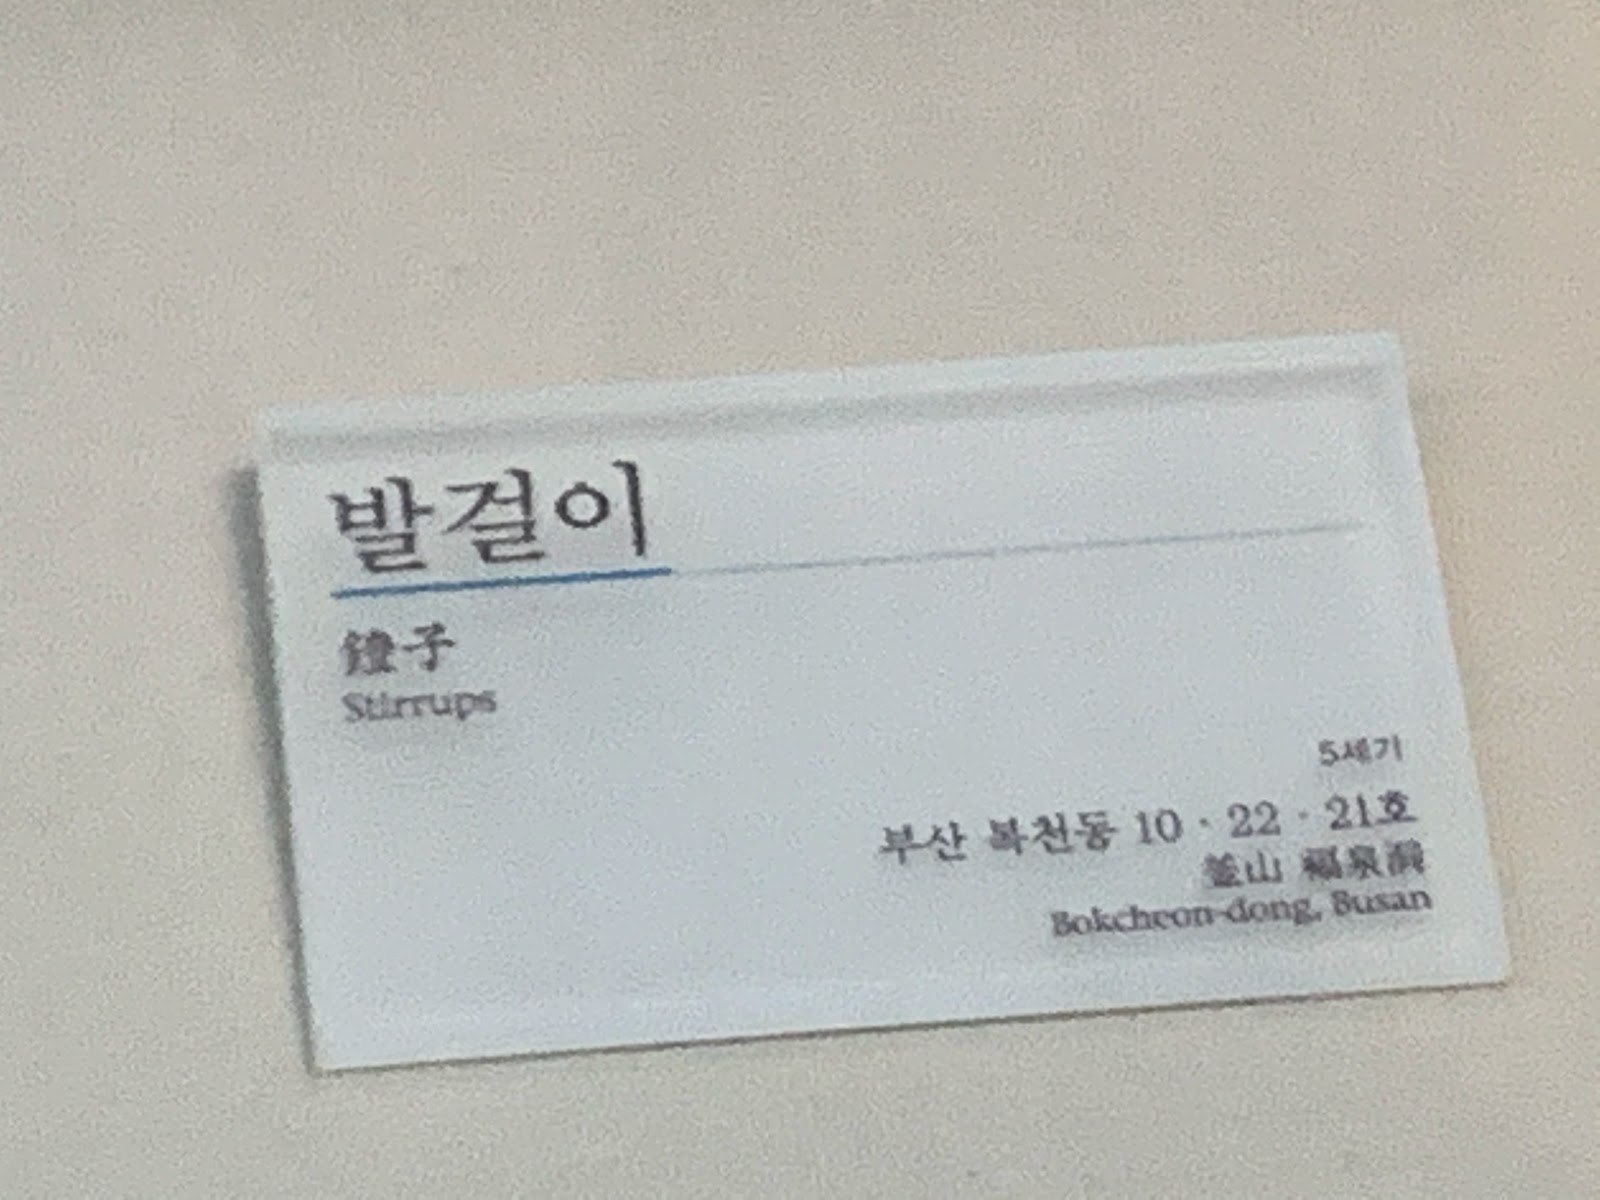 발걸이
鐙子
Stirrups
5세기
부산 복천동 10 · 22 · 21호
釜山 福泉洞
Bokcheon-dong, Busan